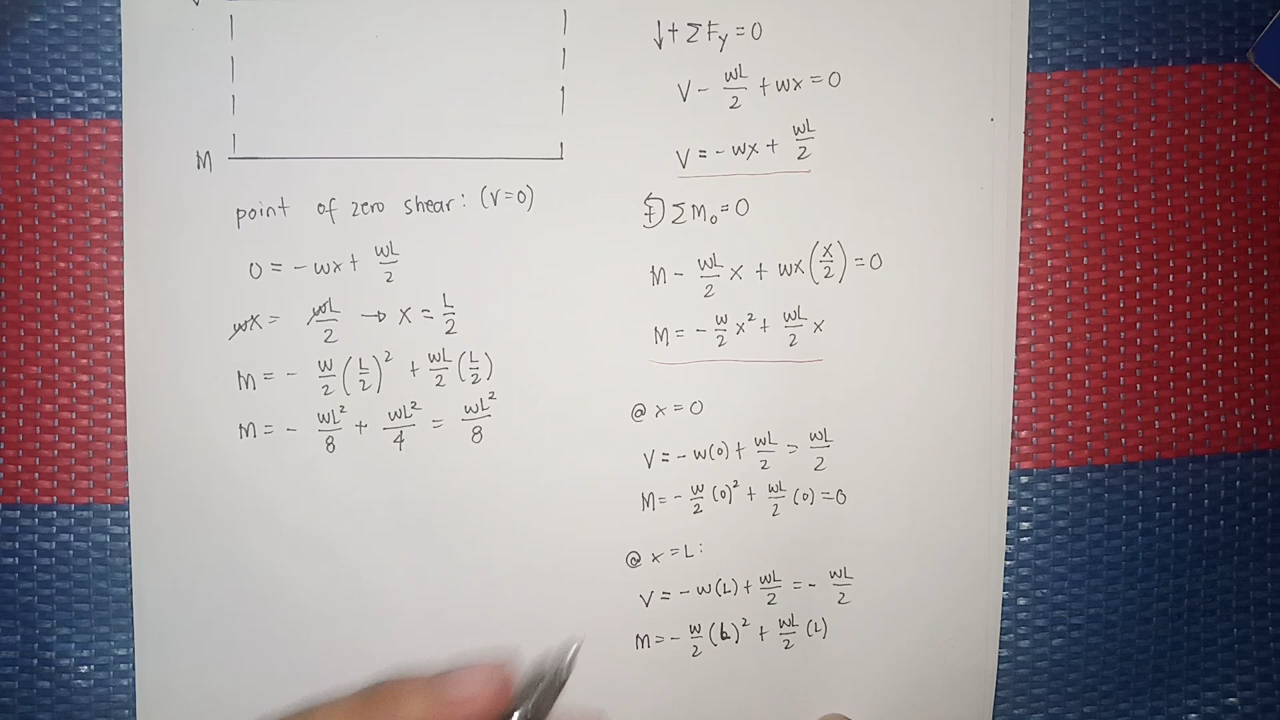 M
point of zero shear: (V=0)
0 = - wx + wL/2
wx = wL/2 → x = L/2
M = - w/2 (L/2)² + wL/2 (L/2)
M = - wL²/8 + wL²/4 = wL²/8
↓+ ΣFy = 0
V - wL/2 + wx = 0
V = - wx + wL/2
+ ΣMo = 0
M - wL/2 x + wx (x/2) = 0
M = - w/2 x² + wL/2 x
@ x = 0
V = - w(0) + wL/2 = wL/2
M = - w/2 (0)² + wL/2 (0) = 0
@ x = L:
V = - w(L) + wL/2 = - wL/2
M = - w/2 (L)² + wL/2 (L)